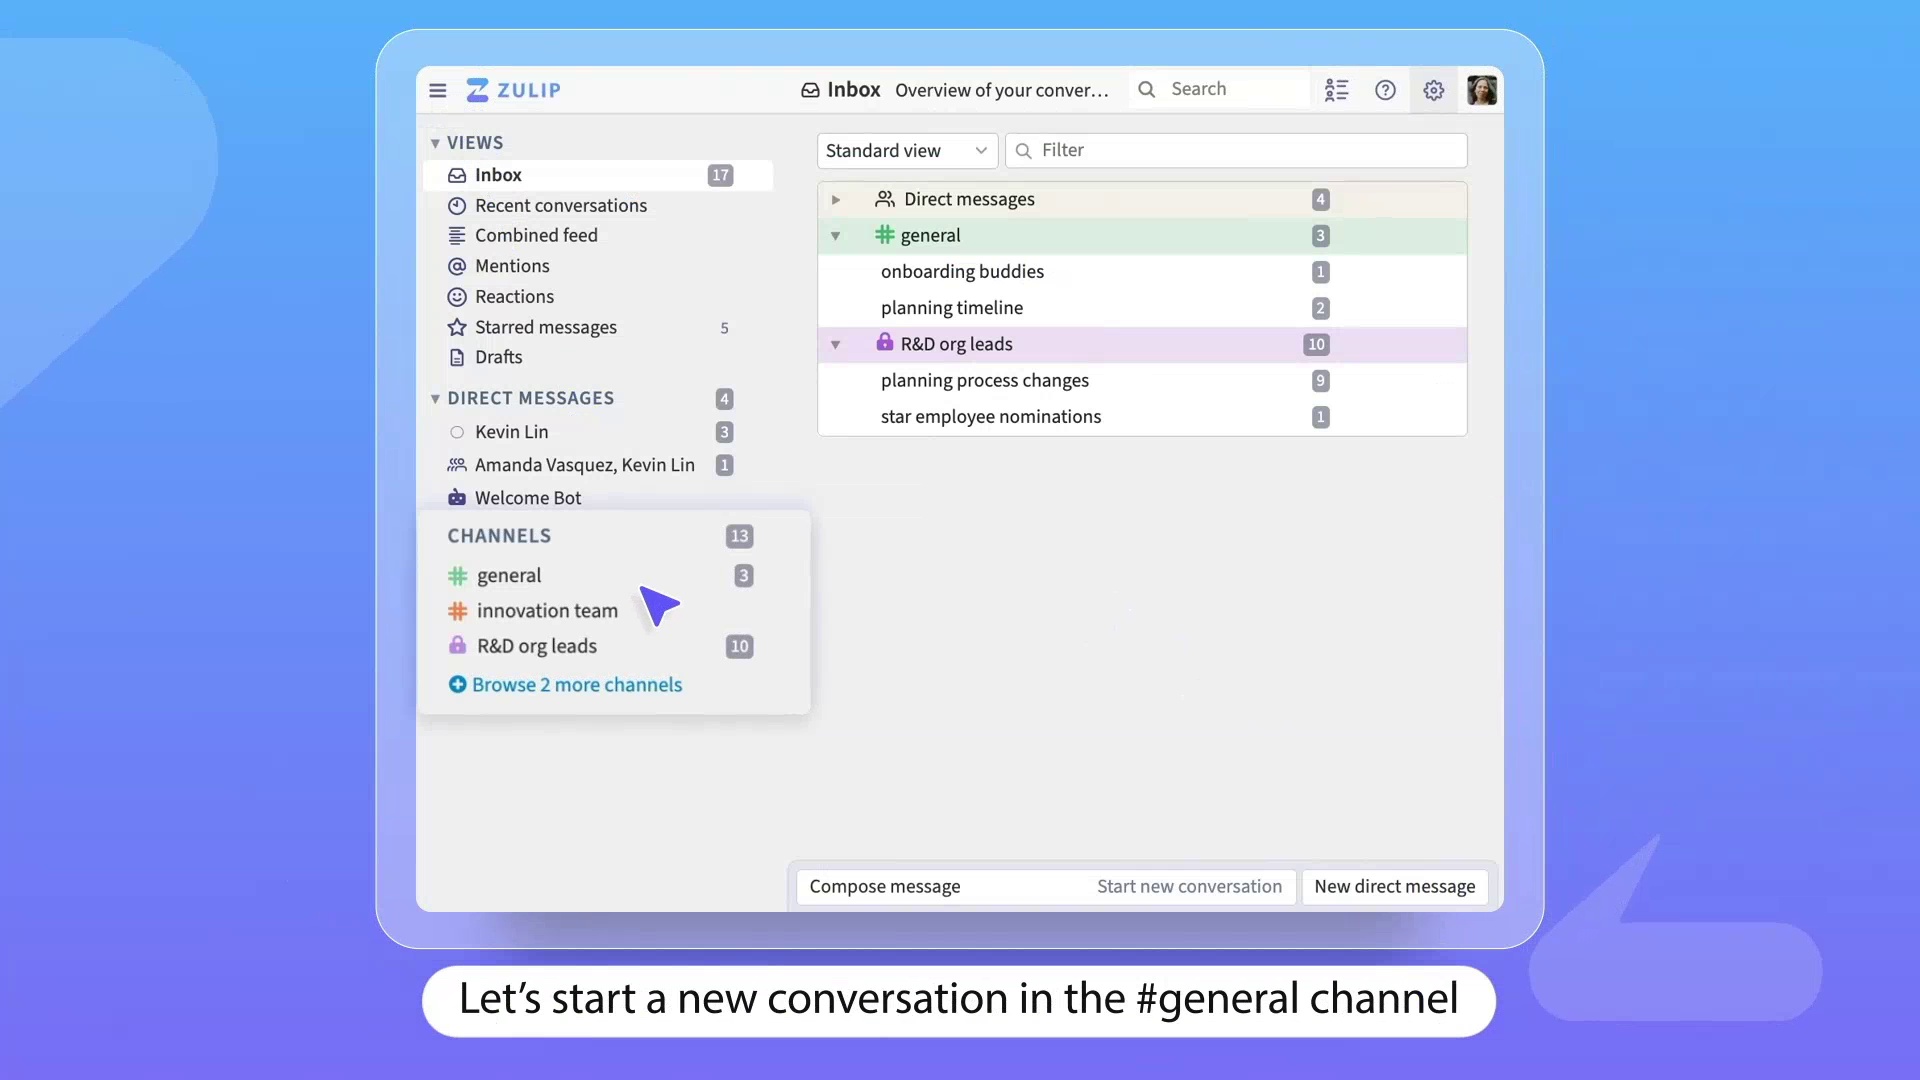 ZULIP
Inbox Overview of your conver... Search
VIEWS
Inbox 17
Recent conversations
Combined feed
Mentions
Reactions
Starred messages 5
Drafts
DIRECT MESSAGES 4
Kevin Lin 3
Amanda Vasquez, Kevin Lin 1
Welcome Bot
CHANNELS 13
general 3
innovation team
R&D org leads 10
Browse 2 more channels
Standard view Filter
Direct messages 4
general 3
onboarding buddies 1
planning timeline 2
R&D org leads 10
planning process changes 9
star employee nominations 1
Compose message Start new conversation New direct message
Let's start a new conversation in the #general channel